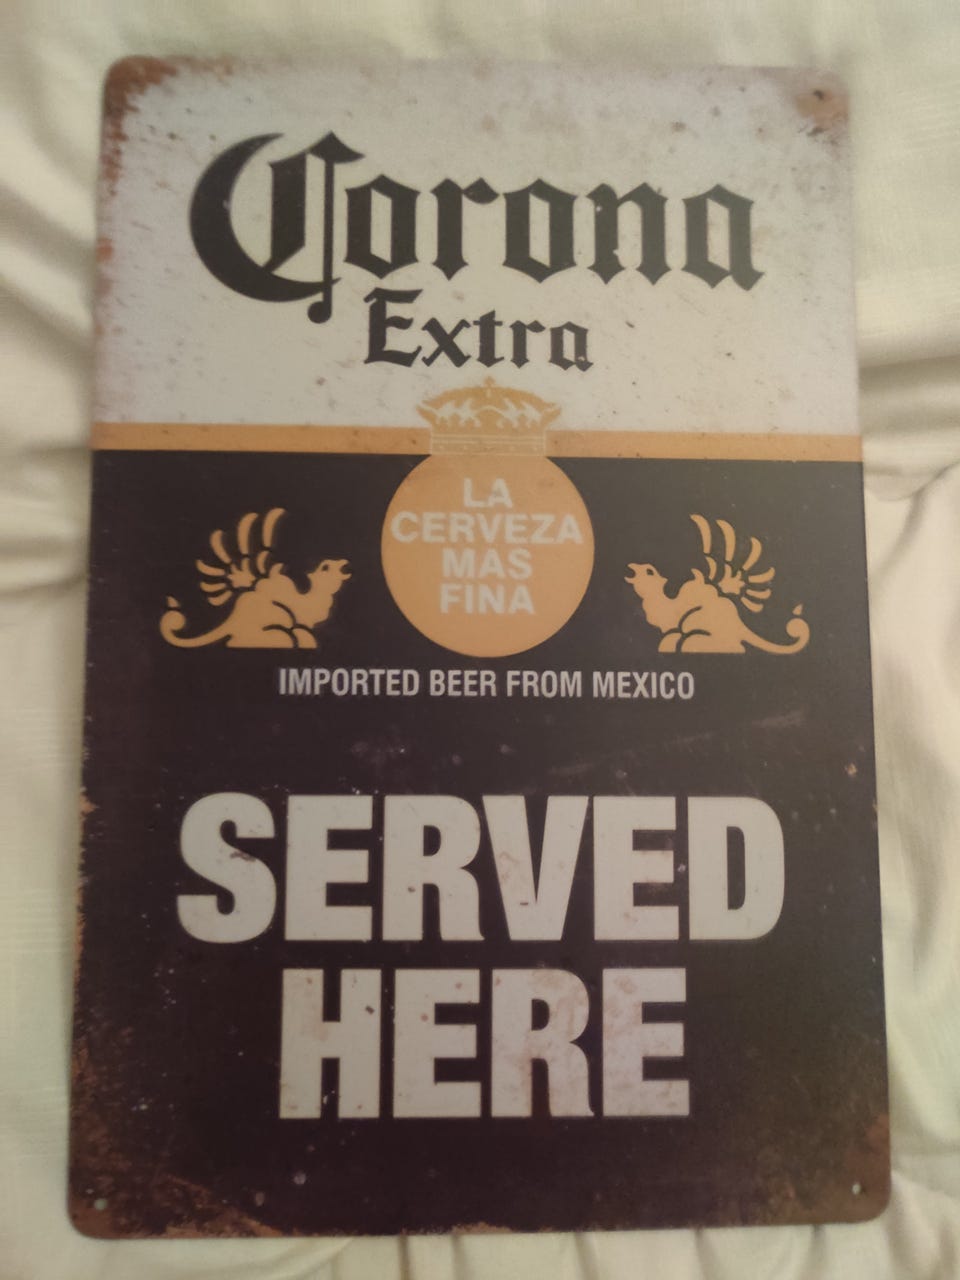 Corona
Extra
LA
CERVEZA
MAS
FINA
IMPORTED BEER FROM MEXICO
SERVED
HERE